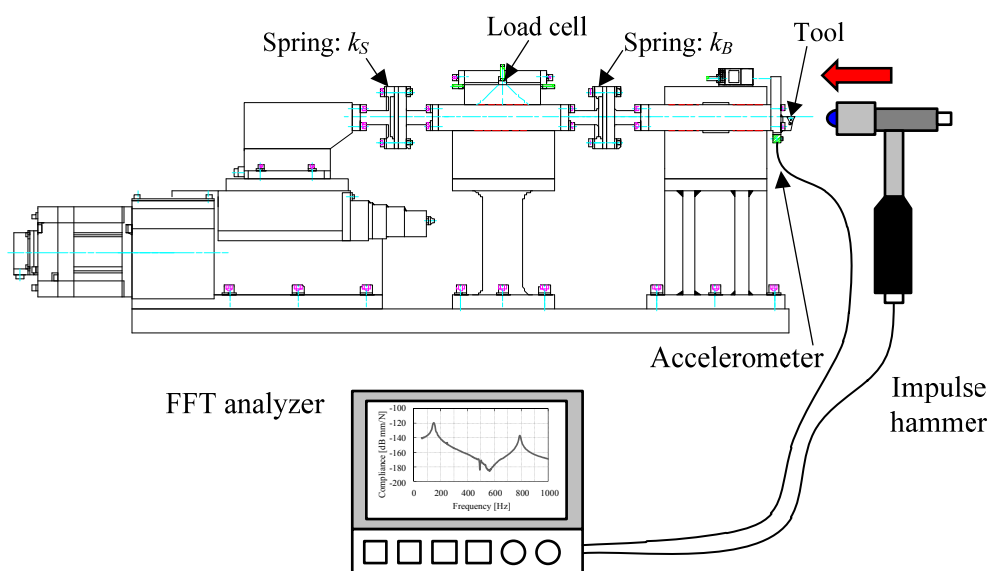 Spring: kS
Load cell
Spring: kB
Tool
Accelerometer
Impulse
hammer
FFT analyzer
Compliance [dB mm/N]
-100
-120
-140
-160
-180
-200
0
200
400
600
800
1000
Frequency [Hz]